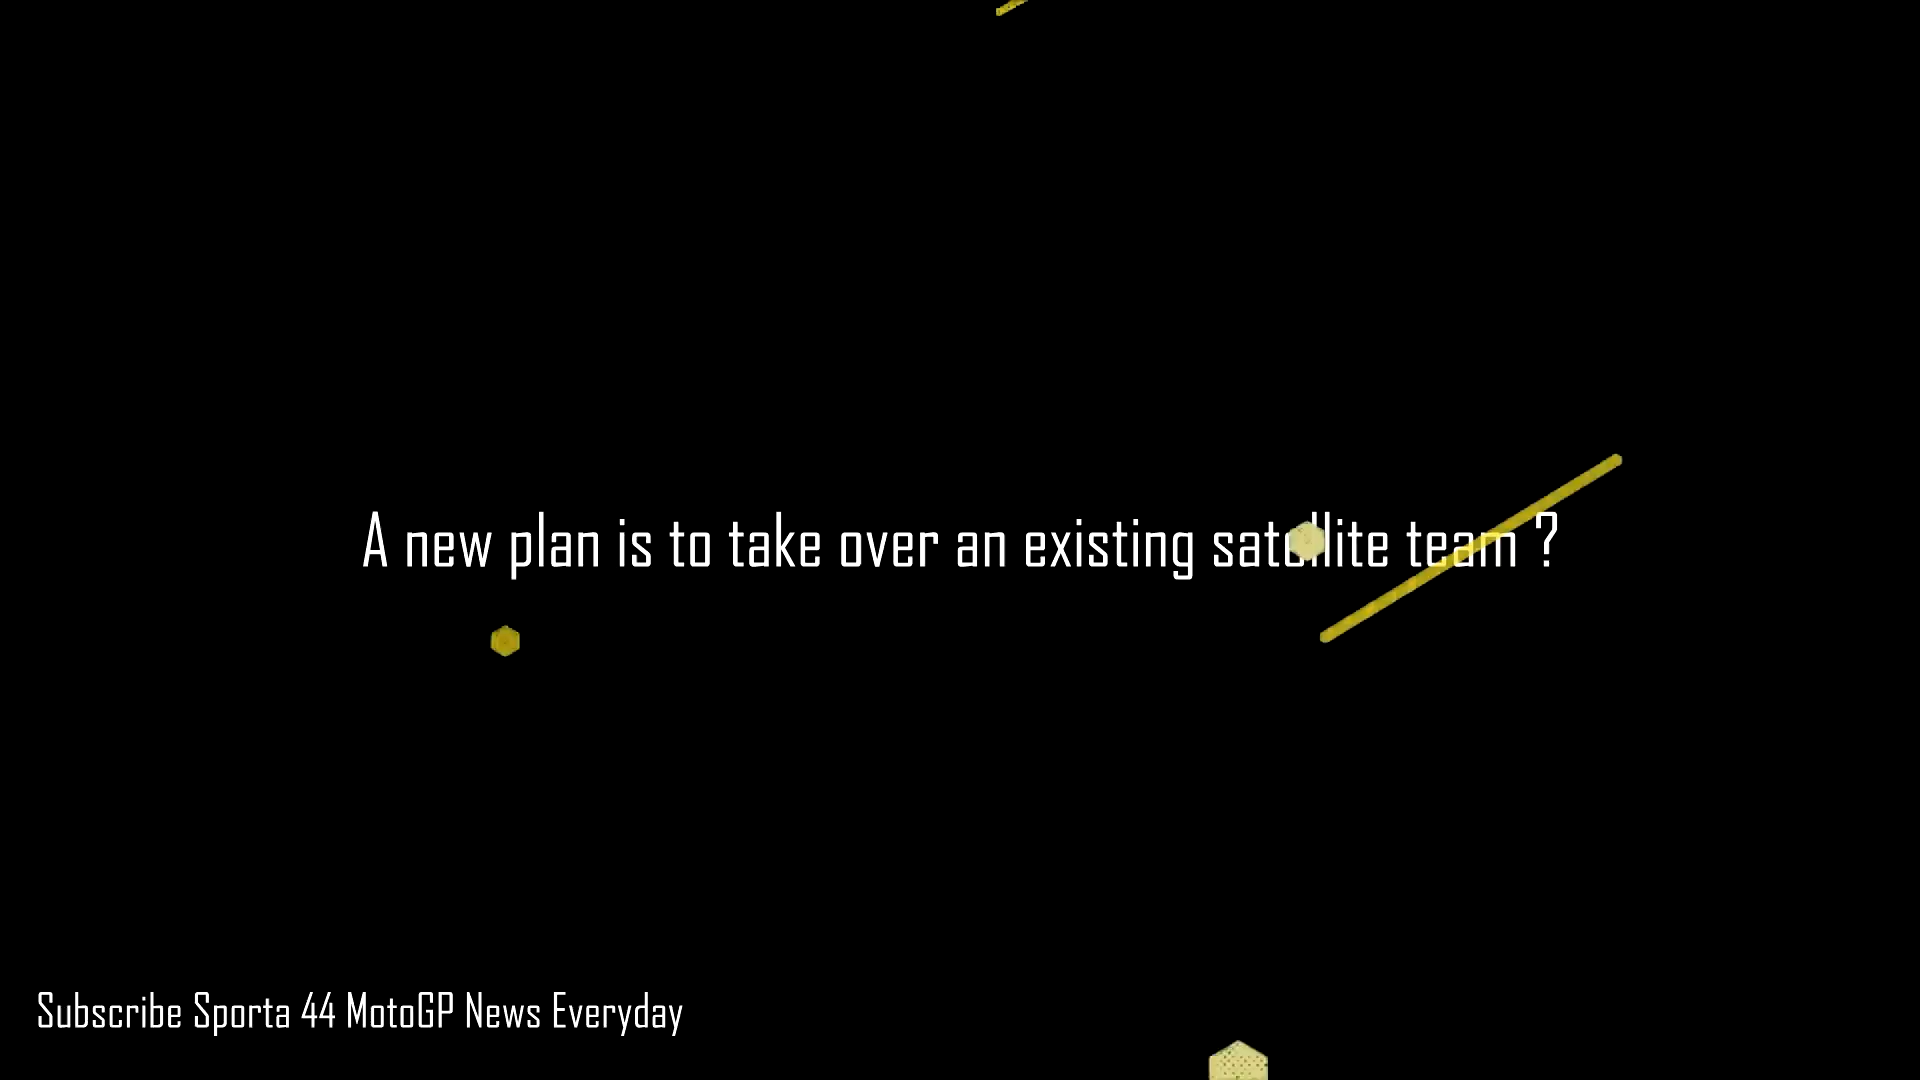 A new plan is to take over an existing satellite team ?
Subscribe Sporta 44 MotoGP News Everyday